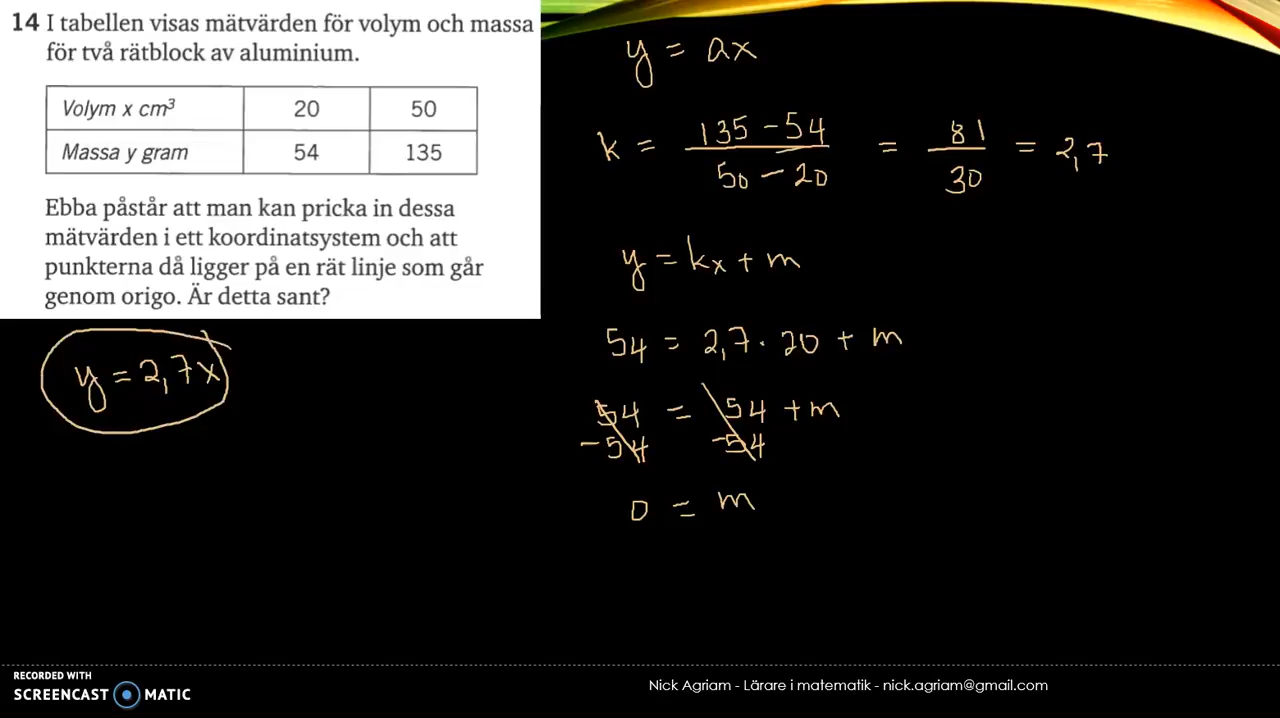 14 I tabellen visas mätvärden för volym och massa
för två rätblock av aluminium.
Volym x cm³ 20 50
Massa y gram 54 135
Ebba påstår att man kan pricka in dessa
mätvärden i ett koordinatsystem och att
punkterna då ligger på en rät linje som går
genom origo. Är detta sant?
y = 2,7x
y = ax
k = 135 - 54 / 50 - 20 = 81 / 30 = 2,7
y = kx + m
54 = 2,7 · 20 + m
54 = 54 + m
-54 -54
0 = m
RECORDED WITH
SCREENCAST MATIC
Nick Agriam - Lärare i matematik - nick.agriam@gmail.com